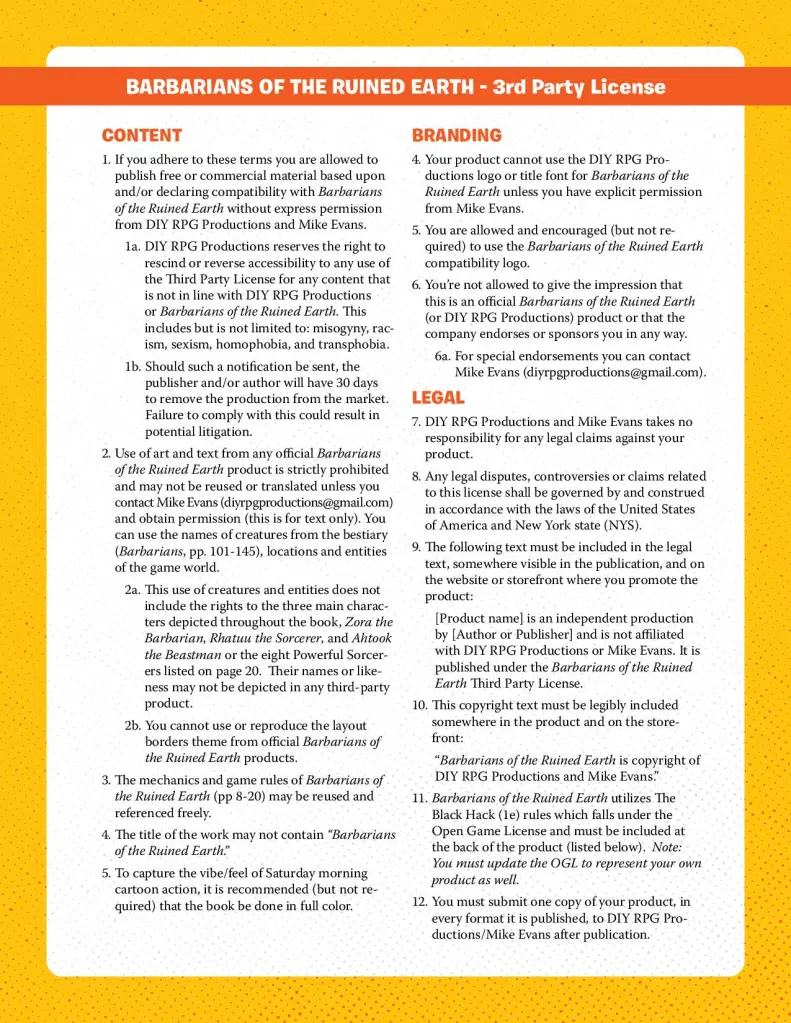 BARBARIANS OF THE RUINED EARTH - 3rd Party License
CONTENT
1. If you adhere to these terms you are allowed to
publish free or commercial material based upon
and/or declaring compatibility with Barbarians
of the Ruined Earth without express permission
from DIY RPG Productions and Mike Evans.
1a. DIY RPG Productions reserves the right to
rescind or reverse accessibility to any use of
the Third Party License for any content that
is not in line with DIY RPG Productions
or Barbarians of the Ruined Earth. This
includes but is not limited to: misogyny, rac-
ism, sexism, homophobia, and transphobia.
1b. Should such a notification be sent, the
publisher and/or author will have 30 days
to remove the production from the market.
Failure to comply with this could result in
potential litigation.
2. Use of art and text from any official Barbarians
of the Ruined Earth product is strictly prohibited
and may not be reused or translated unless you
contact Mike Evans (diyrpgproductions@gmail.com)
and obtain permission (this is for text only). You
can use the names of creatures from the bestiary
(Barbarians, pp. 101-145), locations and entities
of the game world.
2a. This use of creatures and entities does not
include the rights to the three main charac-
ters depicted throughout the book, Zora the
Barbarian, Rhatuu the Sorcerer, and Ahtook
the Beastman or the eight Powerful Sorcer-
ers listed on page 20. Their names or like-
ness may not be depicted in any third-party
product.
2b. You cannot use or reproduce the layout
borders theme from official Barbarians of
the Ruined Earth products.
3. The mechanics and game rules of Barbarians of
the Ruined Earth (pp 8-20) may be reused and
referenced freely.
4. The title of the work may not contain "Barbarians
of the Ruined Earth."
5. To capture the vibe/feel of Saturday morning
cartoon action, it is recommended (but not re-
quired) that the book be done in full color.
BRANDING
4. Your product cannot use the DIY RPG Pro-
ductions logo or title font for Barbarians of the
Ruined Earth unless you have explicit permission
from Mike Evans.
5. You are allowed and encouraged (but not re-
quired) to use the Barbarians of the Ruined Earth
compatibility logo.
6. You're not allowed to give the impression that
this is an official Barbarians of the Ruined Earth
(or DIY RPG Productions) product or that the
company endorses or sponsors you in any way.
6a. For special endorsements you can contact
Mike Evans (diyrpgproductions@gmail.com).
LEGAL
7. DIY RPG Productions and Mike Evans takes no
responsibility for any legal claims against your
product.
8. Any legal disputes, controversies or claims related
to this license shall be governed by and construed
in accordance with the laws of the United States
of America and New York state (NYS).
9. The following text must be included in the legal
text, somewhere visible in the publication, and on
the website or storefront where you promote the
product:
[Product name] is an independent production
by [Author or Publisher] and is not affiliated
with DIY RPG Productions or Mike Evans. It is
published under the Barbarians of the Ruined
Earth Third Party License.
10. This copyright text must be legibly included
somewhere in the product and on the store-
front:
"Barbarians of the Ruined Earth is copyright of
DIY RPG Productions and Mike Evans."
11. Barbarians of the Ruined Earth utilizes The
Black Hack (1e) rules which falls under the
Open Game License and must be included at
the back of the product (listed below). Note:
You must update the OGL to represent your own
product as well.
12. You must submit one copy of your product, in
every format it is published, to DIY RPG Pro-
ductions/Mike Evans after publication.